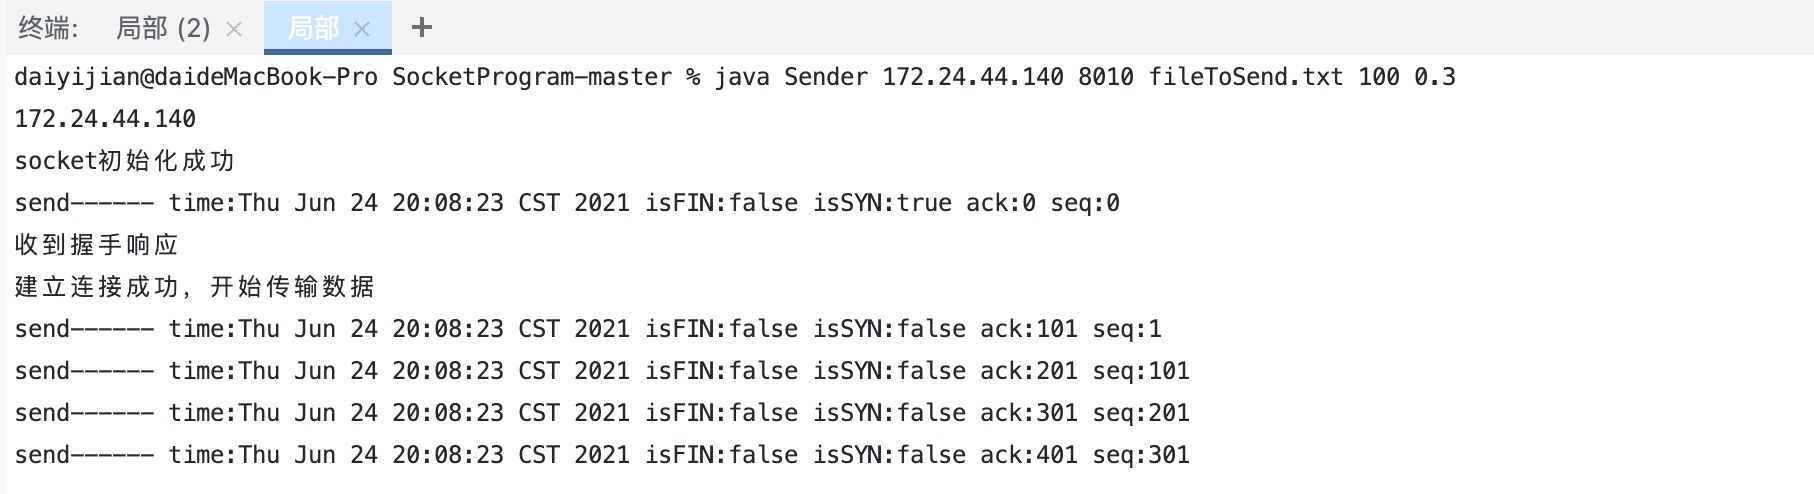 终端: 局部 (2) × 局部 × +
daiyijian@daideMacBook-Pro SocketProgram-master % java Sender 172.24.44.140 8010 fileToSend.txt 100 0.3
172.24.44.140
socket初始化成功
send------ time:Thu Jun 24 20:08:23 CST 2021 isFIN:false isSYN:true ack:0 seq:0
收到握手响应
建立连接成功，开始传输数据
send------ time:Thu Jun 24 20:08:23 CST 2021 isFIN:false isSYN:false ack:101 seq:1
send------ time:Thu Jun 24 20:08:23 CST 2021 isFIN:false isSYN:false ack:201 seq:101
send------ time:Thu Jun 24 20:08:23 CST 2021 isFIN:false isSYN:false ack:301 seq:201
send------ time:Thu Jun 24 20:08:23 CST 2021 isFIN:false isSYN:false ack:401 seq:301